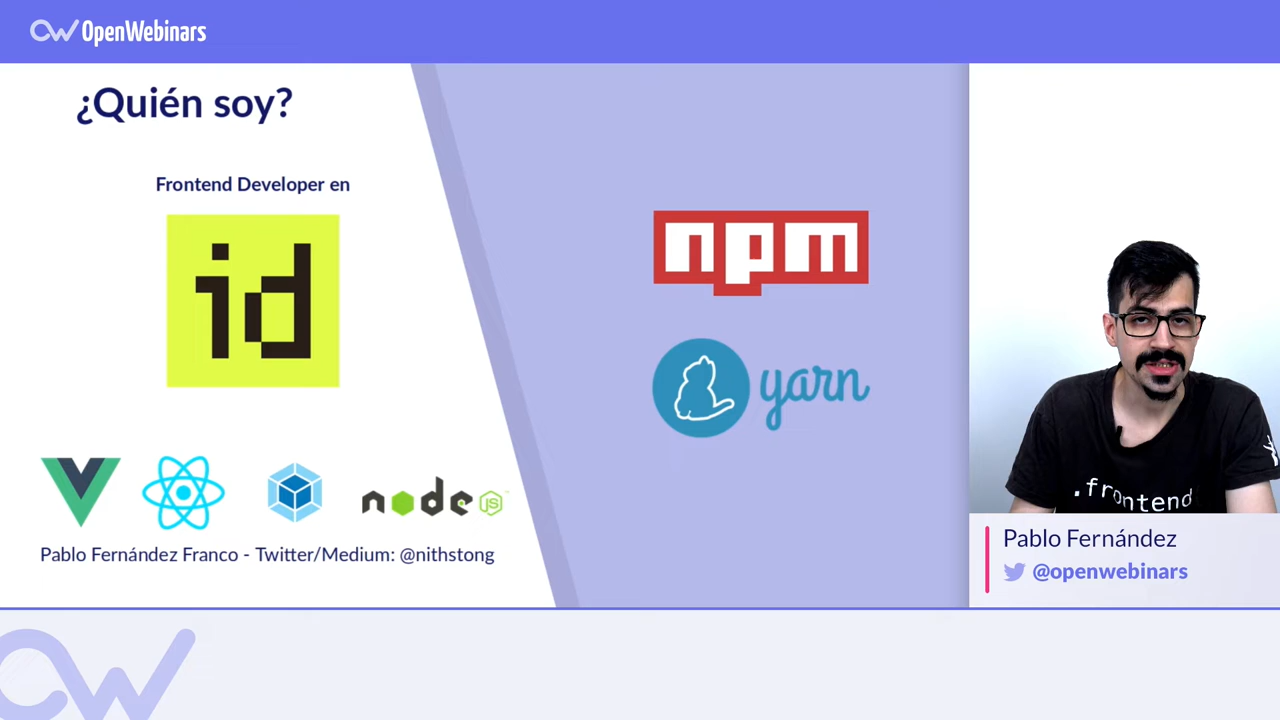 OpenWebinars
¿Quién soy?
Frontend Developer en
id
npm
yarn
node
JS
Pablo Fernández Franco - Twitter/Medium: @nithstong
.frontend
Pablo Fernández
@openwebinars